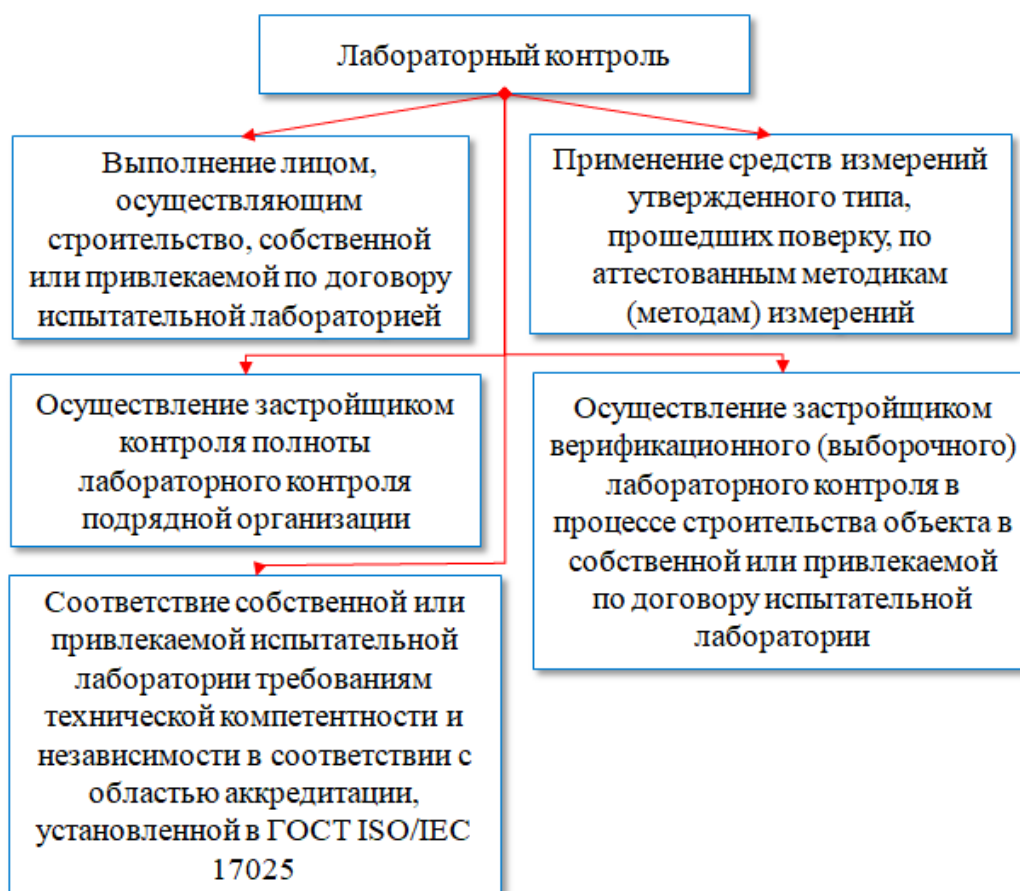 Лабораторный контроль
Выполнение лицом,
осуществляющим
строительство, собственной
или привлекаемой по договору
испытательной лабораторией
Применение средств измерений
утвержденного типа,
прошедших поверку, по
аттестованным методикам
(методам) измерений
Осуществление застройщиком
контроля полноты
лабораторного контроля
подрядной организации
Осуществление застройщиком
верификационного (выборочного)
лабораторного контроля в
процессе строительства объекта в
собственной или привлекаемой
по договору испытательной
лаборатории
Соответствие собственной или
привлекаемой испытательной
лаборатории требованиям
технической компетентности и
независимости в соответствии с
областью аккредитации,
установленной в ГОСТ ISO/IEC
17025